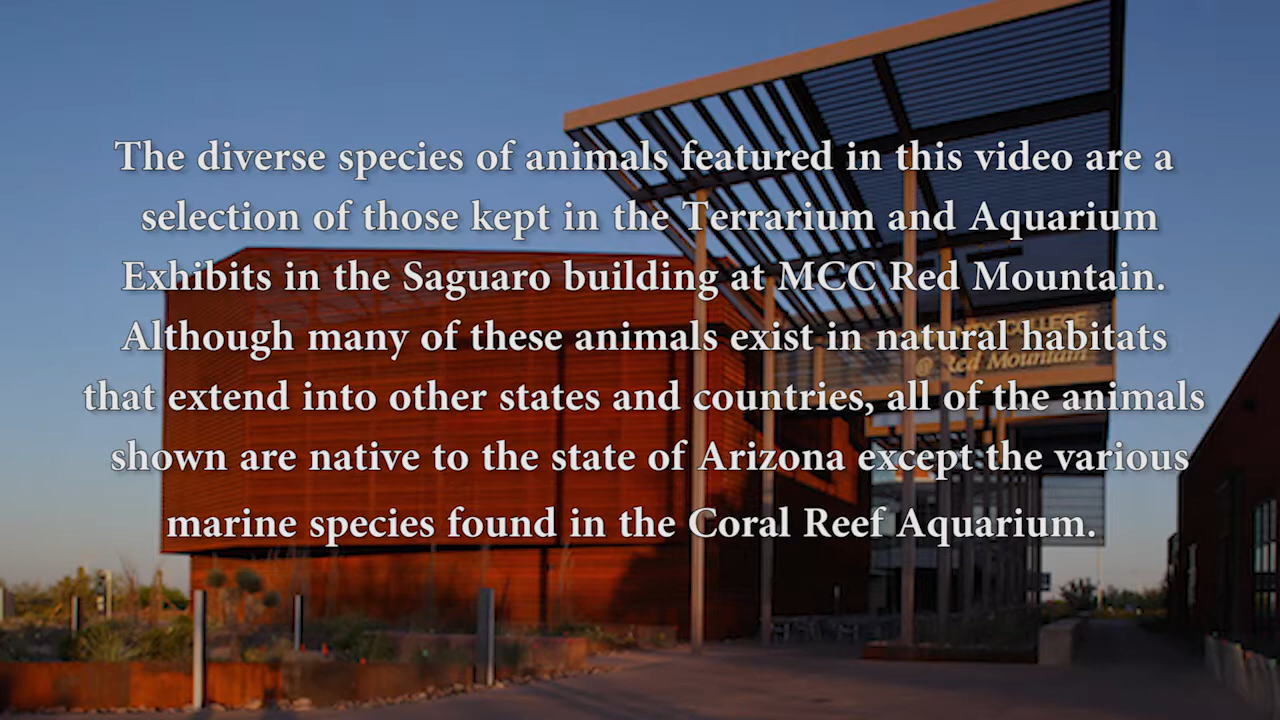 The diverse species of animals featured in this video are a
selection of those kept in the Terrarium and Aquarium
Exhibits in the Saguaro building at MCC Red Mountain.
Although many of these animals exist in natural habitats
that extend into other states and countries, all of the animals
shown are native to the state of Arizona except the various
marine species found in the Coral Reef Aquarium.
COLLEGE
@ Red Mountain